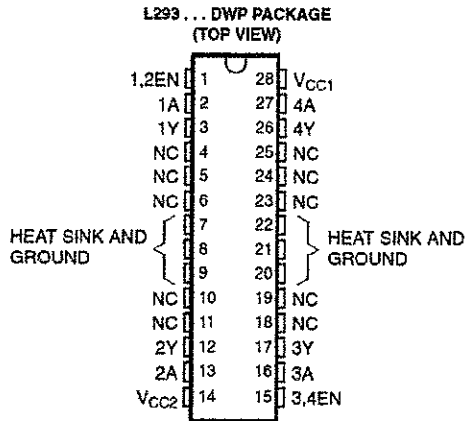 L293 . . . DWP PACKAGE
(TOP VIEW)
1,2EN 1 28 VCC1
1A 2 27 4A
1Y 3 26 4Y
NC 4 25 NC
NC 5 24 NC
NC 6 23 NC
7 22
HEAT SINK AND GROUND 8 21 HEAT SINK AND GROUND
9 20
NC 10 19 NC
NC 11 18 NC
2Y 12 17 3Y
2A 13 16 3A
VCC2 14 15 3,4EN